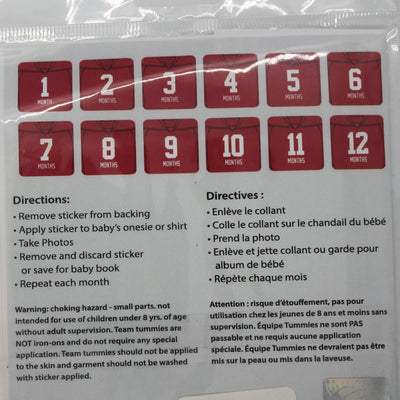 1 2 3 4 5 6
MONTH MONTHS MONTHS MONTHS MONTHS MONTHS
7 8 9 10 11 12
MONTHS MONTHS MONTHS MONTHS MONTHS MONTHS
Directions:
• Remove sticker from backing
• Apply sticker to baby's onesie or shirt
• Take Photos
• Remove and discard sticker
or save for baby book
• Repeat each month
Warning: choking hazard - small parts. not
intended for use of children under 8 yrs. of age
without adult supervision. Team tummies are
NOT iron-ons and do not require any special
application. Team tummies should not be applied
to the skin and garment should not be washed
with sticker applied.
Directives :
• Enlève le collant
• Colle le collant sur le chandail du bébé
• Prend la photo
• Enlève et jette collant ou garde pour
album de bébé
• Répète chaque mois
Attention : risque d'étouffement, pas pour
utilisation chez les jeunes de 8 ans et moins sans
supervision. Équipe Tummies ne sont PAS
passable et ne requis aucune application
spéciale. Équipe Tummies ne devraient pas être
mis sur la peau ou mis dans la laveuse.